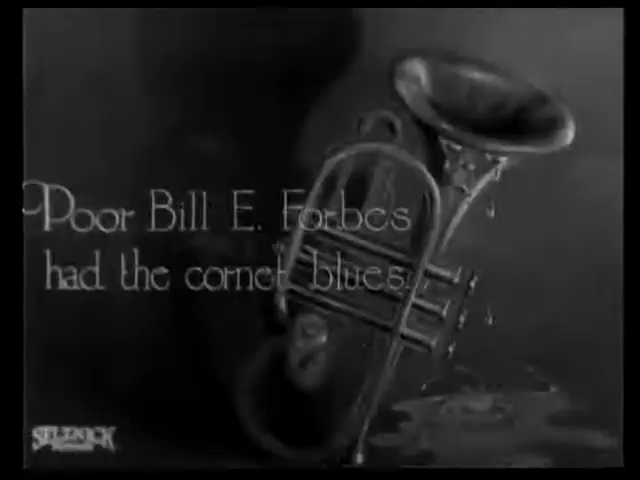 Poor Bill E. Forbes
had the cornet blues.
SELZNICK